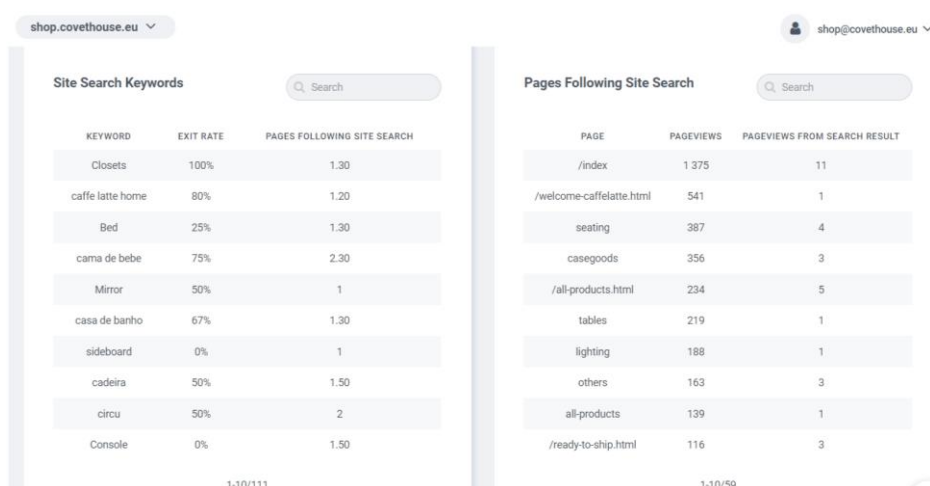 shop.covethouse.eu
shop@covethouse.eu
Site Search Keywords
Search
KEYWORD EXIT RATE PAGES FOLLOWING SITE SEARCH
Closets 100% 1.30
caffe latte home 80% 1.20
Bed 25% 1.30
cama de bebe 75% 2.30
Mirror 50% 1
casa de banho 67% 1.30
sideboard 0% 1
cadeira 50% 1.50
circu 50% 2
Console 0% 1.50
1-10/111
Pages Following Site Search
Search
PAGE PAGEVIEWS PAGEVIEWS FROM SEARCH RESULT
/index 1 375 11
/welcome-caffelatte.html 541 1
seating 387 4
casegoods 356 3
/all-products.html 234 5
tables 219 1
lighting 188 1
others 163 3
all-products 139 1
/ready-to-ship.html 116 3
1-10/59